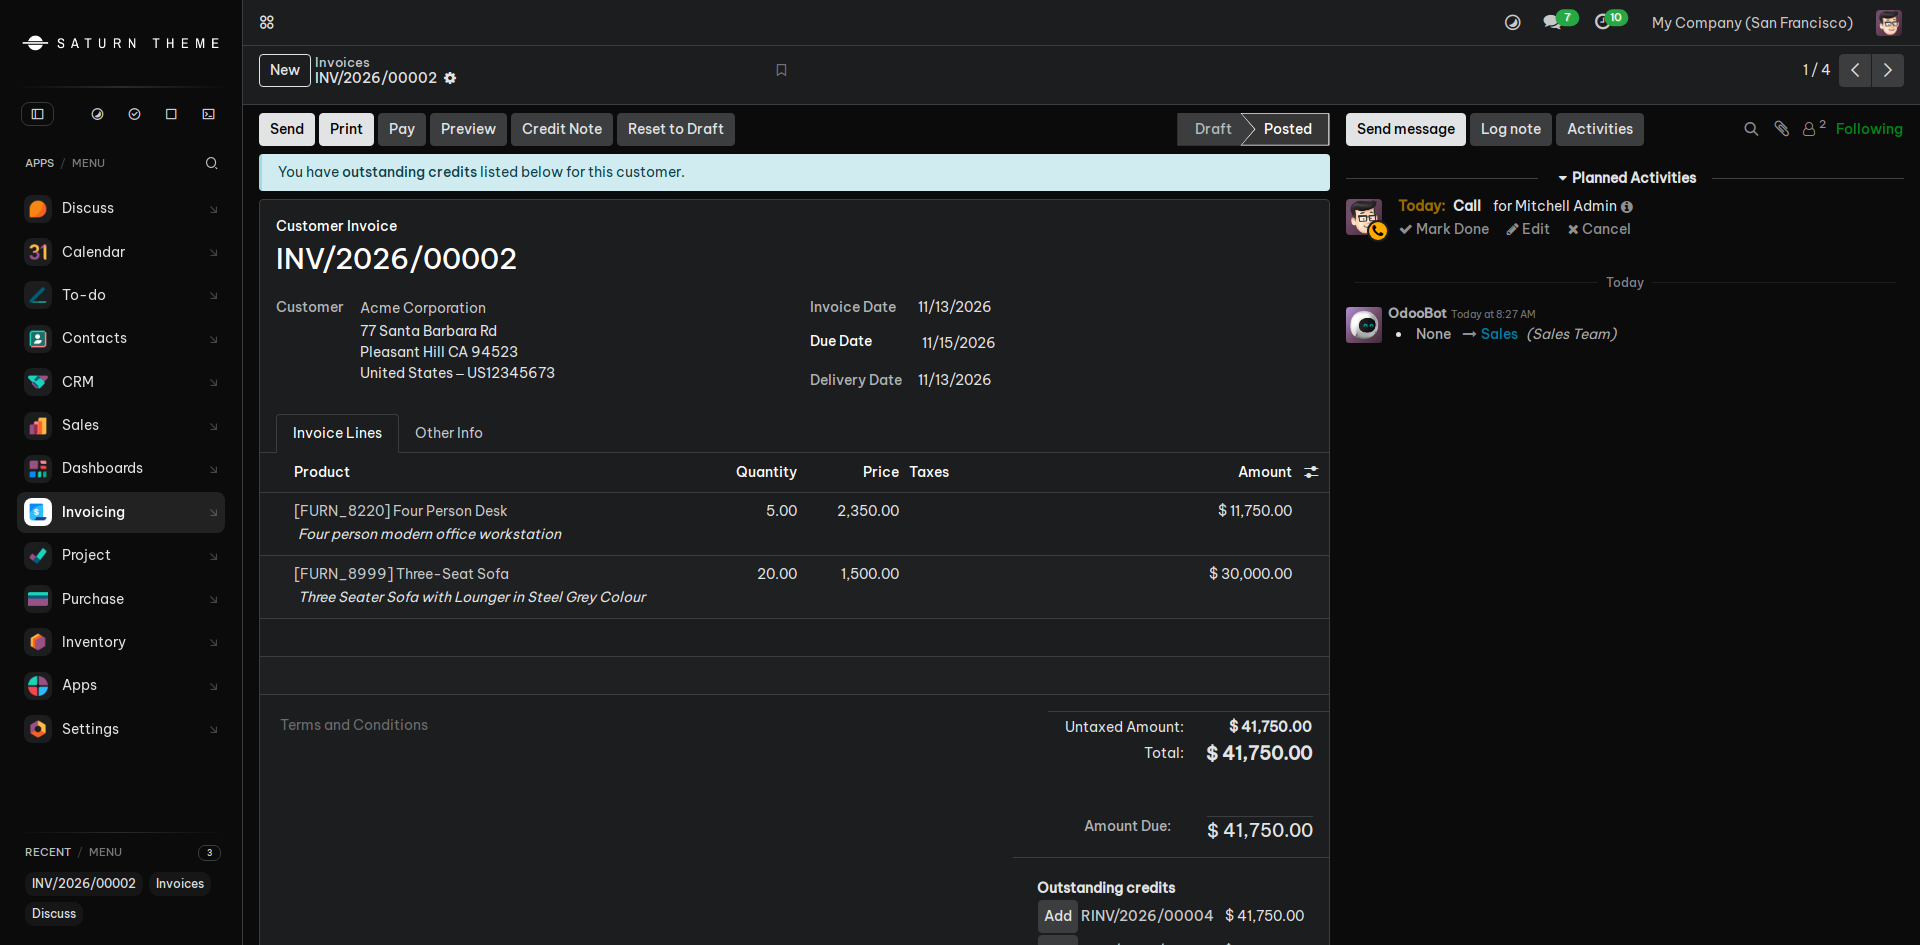 SATURN THEME
APPS / MENU
Discuss
Calendar
To-do
Contacts
CRM
Sales
Dashboards
Invoicing
Project
Purchase
Inventory
Apps
Settings
RECENT / MENU 3
INV/2026/00002 Invoices
Discuss
7 10 My Company (San Francisco)
New Invoices
INV/2026/00002
1 / 4
Send Print Pay Preview Credit Note Reset to Draft Draft Posted
You have outstanding credits listed below for this customer.
Customer Invoice
INV/2026/00002
Customer Acme Corporation
77 Santa Barbara Rd
Pleasant Hill CA 94523
United States – US12345673
Invoice Date 11/13/2026
Due Date 11/15/2026
Delivery Date 11/13/2026
Invoice Lines Other Info
Product Quantity Price Taxes Amount
[FURN_8220] Four Person Desk 5.00 2,350.00 $ 11,750.00
Four person modern office workstation
[FURN_8999] Three-Seat Sofa 20.00 1,500.00 $ 30,000.00
Three Seater Sofa with Lounger in Steel Grey Colour
Terms and Conditions
Untaxed Amount: $ 41,750.00
Total: $ 41,750.00
Amount Due: $ 41,750.00
Outstanding credits
Add RINV/2026/00004 $ 41,750.00
Send message Log note Activities 2 Following
Planned Activities
Today: Call for Mitchell Admin
Mark Done Edit Cancel
Today
OdooBot Today at 8:27 AM
• None → Sales (Sales Team)